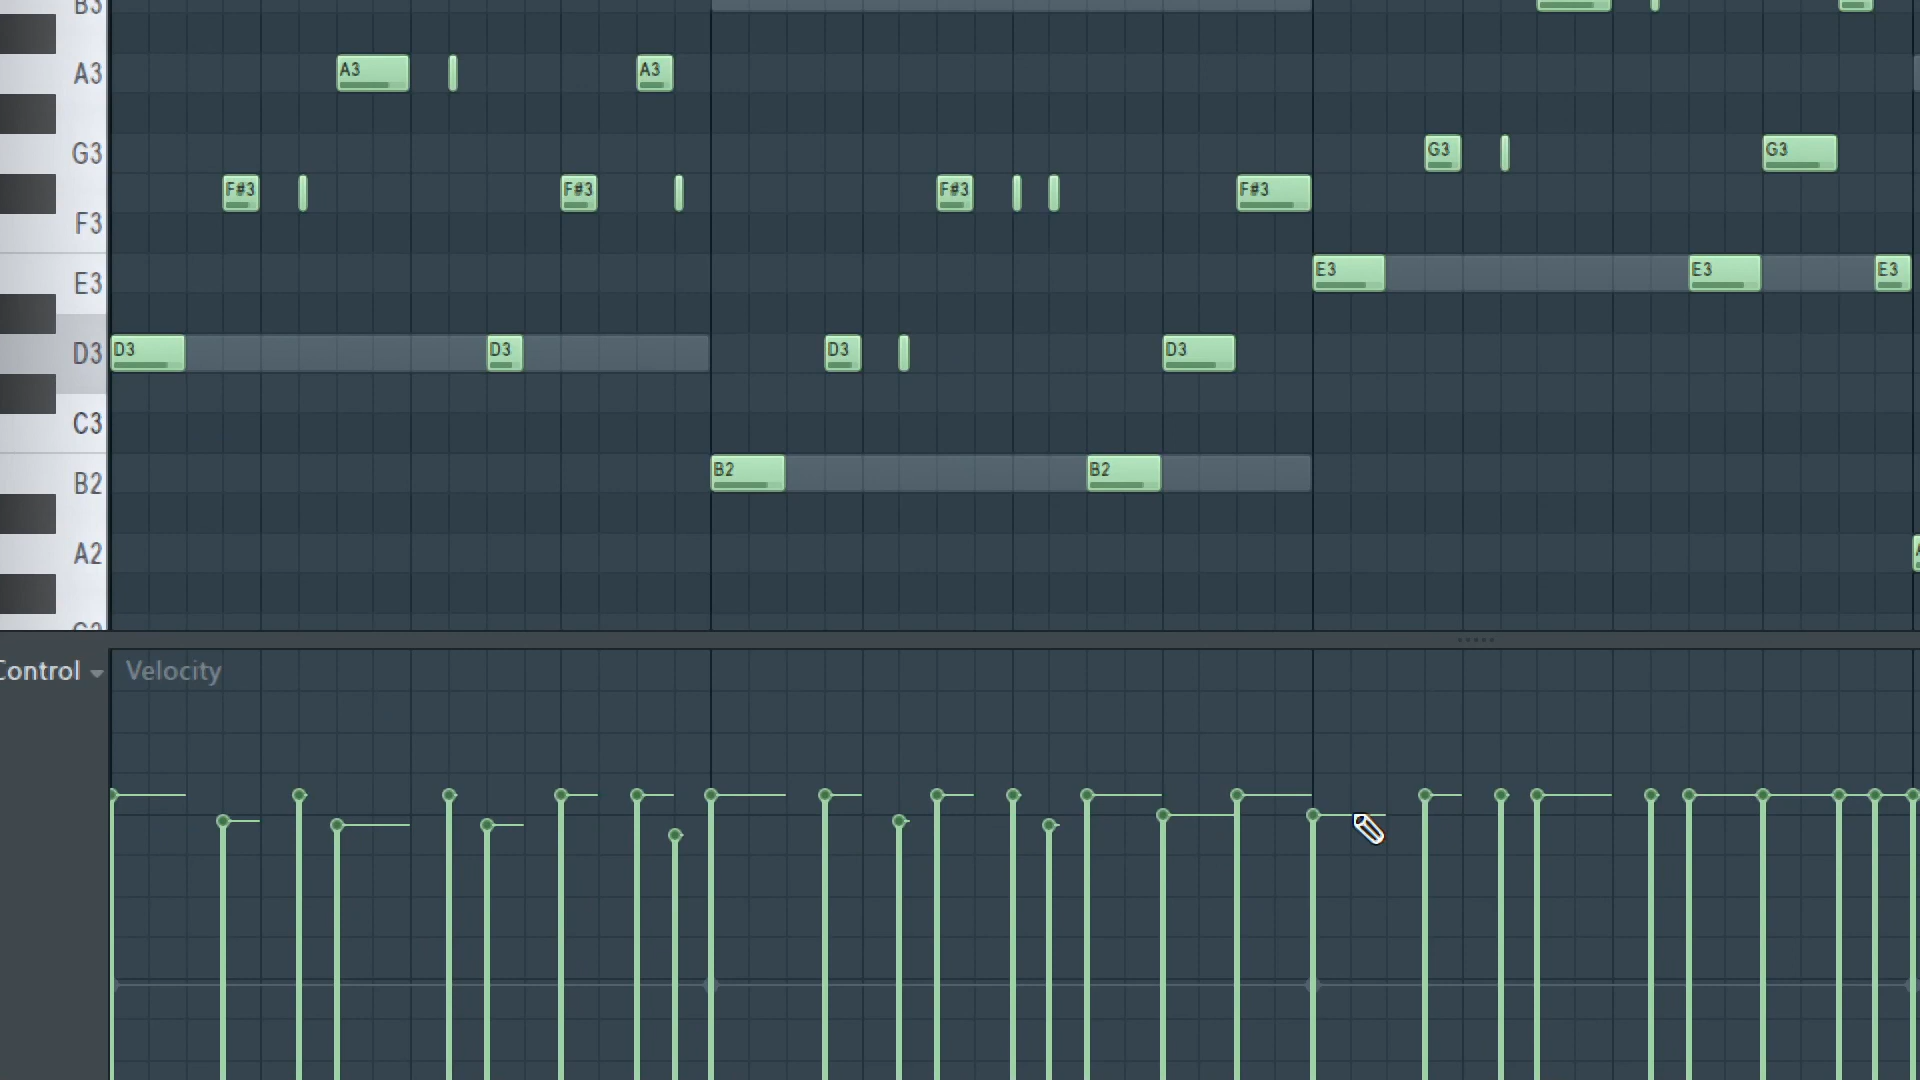 B3
A3 A3 A3
G3 G3 G3
F#3 F#3 F#3 F#3
F3
E3 E3 E3 E3
D3 D3 D3 D3 D3
C3
B2 B2 B2
A2
Control Velocity